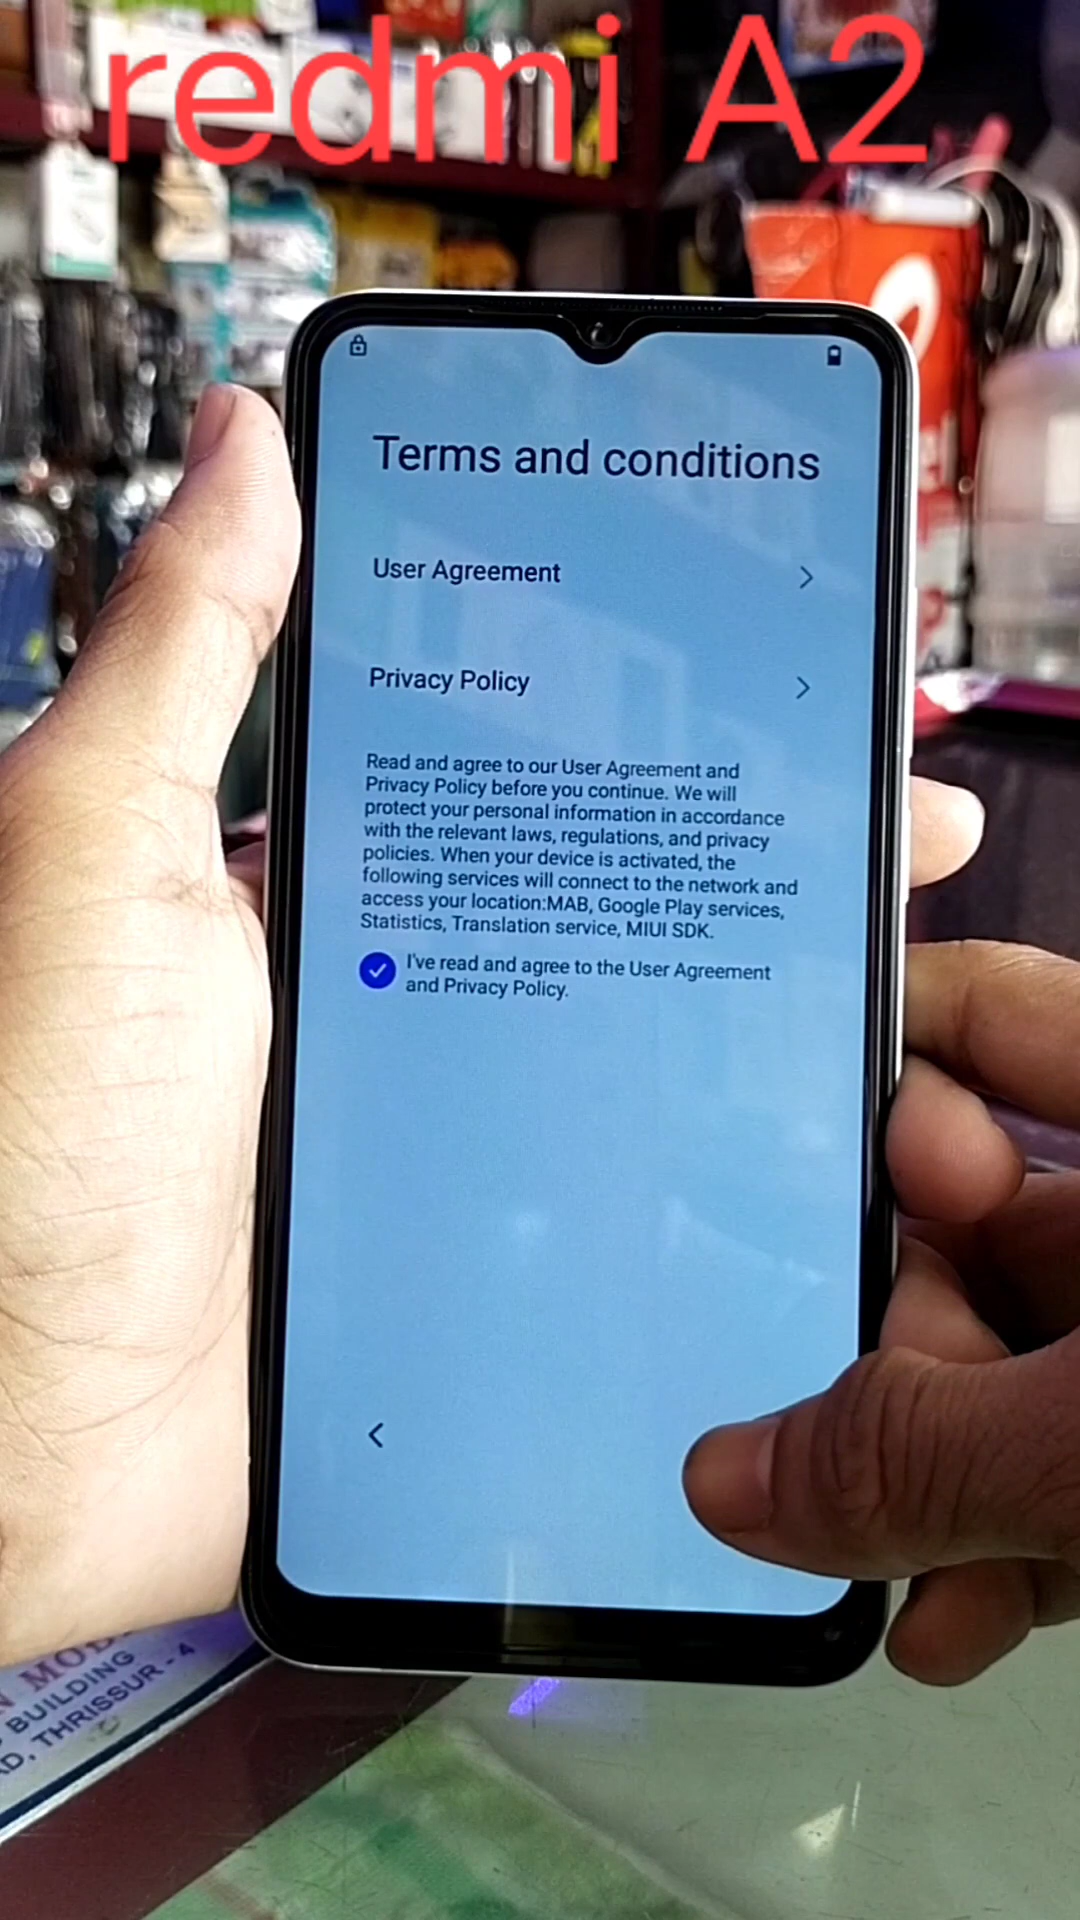 redmi A2
Terms and conditions
User Agreement
Privacy Policy
Read and agree to our User Agreement and
Privacy Policy before you continue. We will
protect your personal information in accordance
with the relevant laws, regulations, and privacy
policies. When your device is activated, the
following services will connect to the network and
access your location:MAB, Google Play services,
Statistics, Translation service, MIUI SDK.
I've read and agree to the User Agreement
and Privacy Policy.
BUILDING
THRISSUR - 4